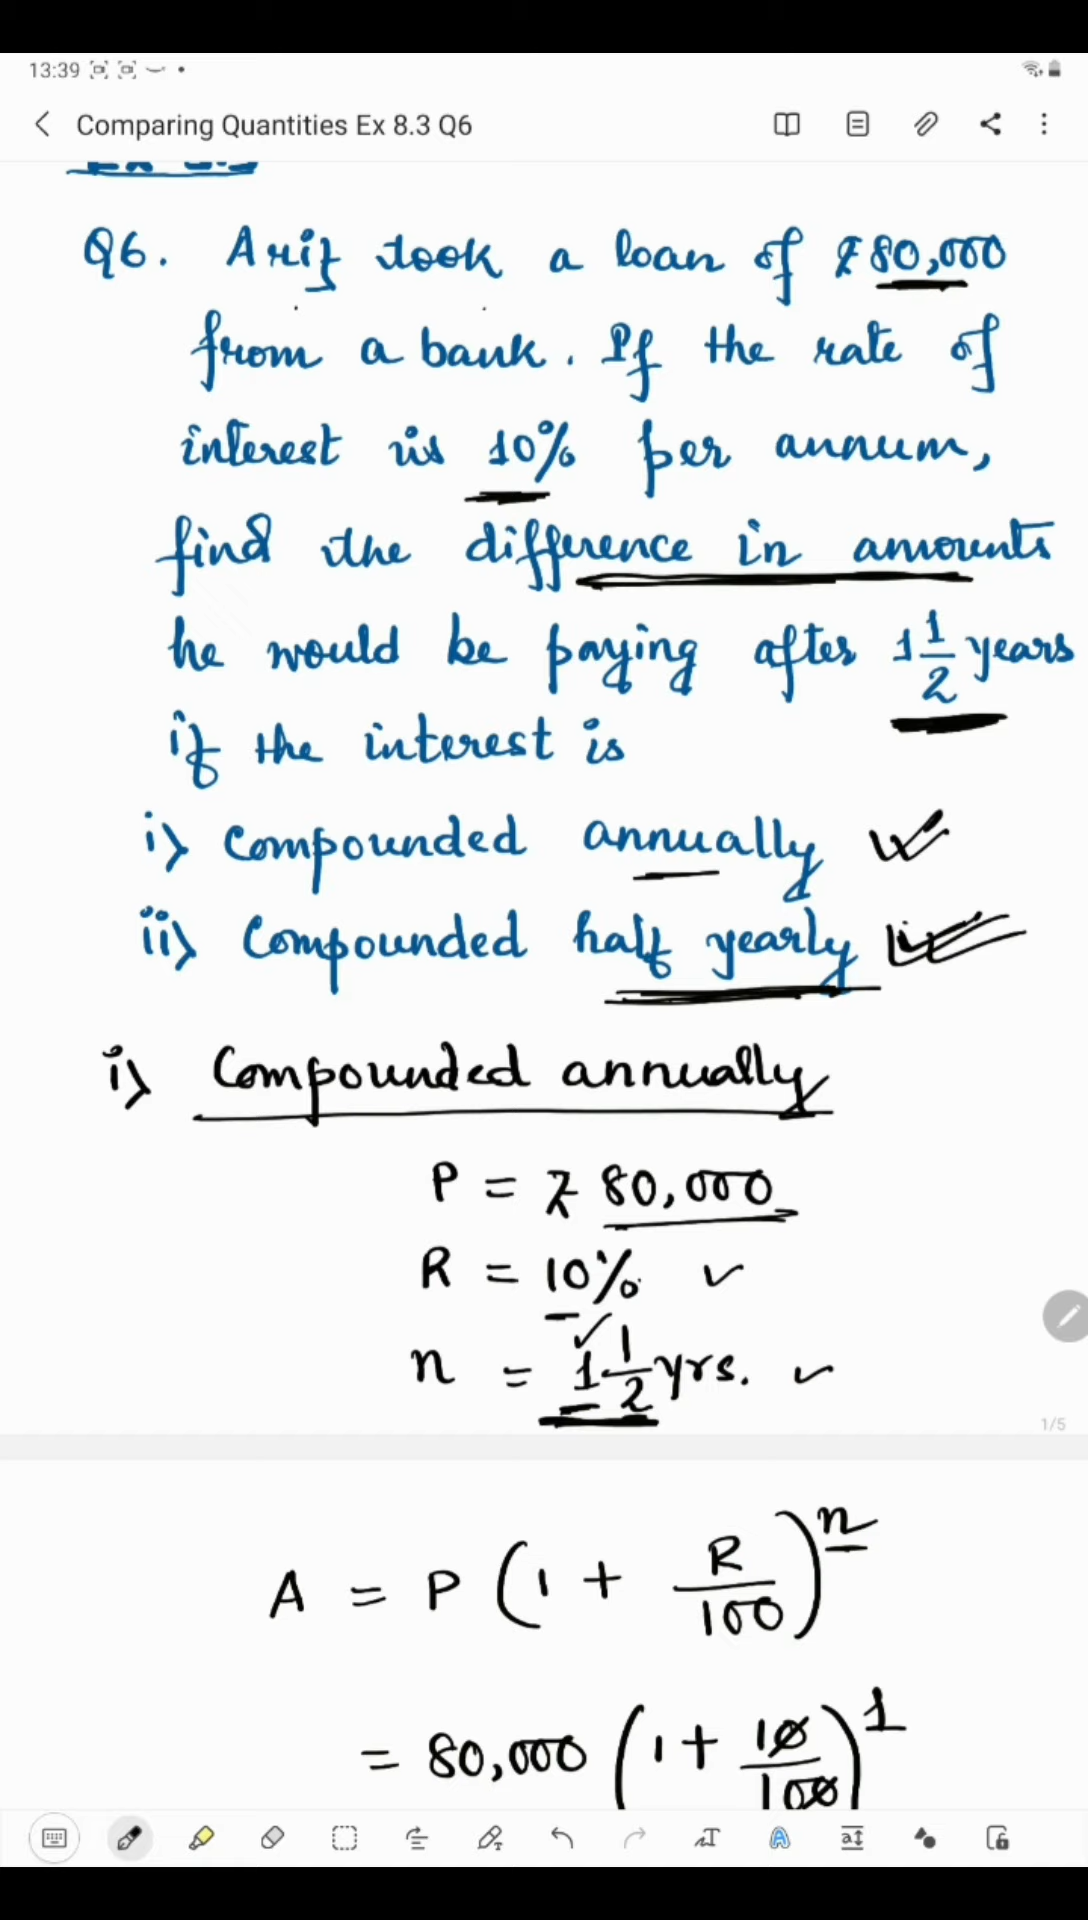 13:39
Comparing Quantities Ex 8.3 Q6
Ex 8.3
Q6. Arif took a loan of ₹80,000
from a bank. If the rate of
interest is 10% per annum,
find the difference in amounts
he would be paying after 1 1/2 years
if the interest is
i) compounded annually
ii) Compounded half yearly
i) Compounded annually
P = ₹ 80,000
R = 10%
n = 1 1/2 yrs.
1/5
A = P (1 + R/100)^n
= 80,000 (1 + 10/100)^1